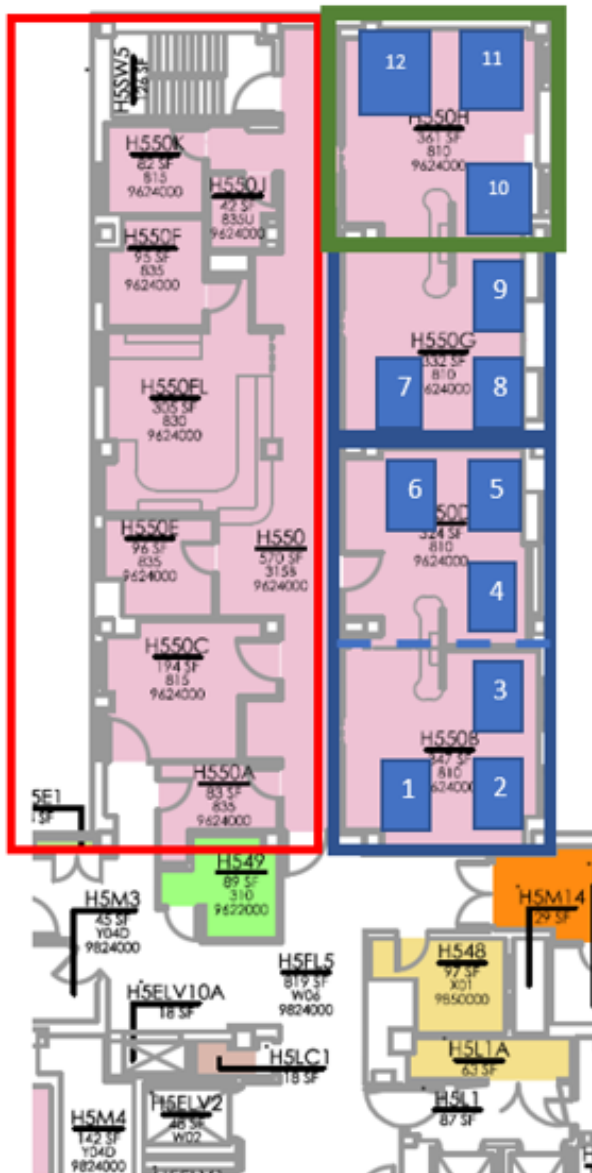 H5SW5
126 SF
12
11
H550H
361 SF
810
9624000
H550K
82 SF
815
9624000
H550J
42 SF
835U
9624000
10
H550F
95 SF
835
9624000
9
H550G
332 SF
810
624000
7
8
H550FL
305 SF
830
9624000
6
5
50D
324 SF
810
9624000
H550E
96 SF
835
9624000
H550
570 SF
315B
9624000
4
H550C
194 SF
815
9624000
3
H550B
347 SF
810
624000
1
2
H550A
83 SF
835
9624000
5E1
SF
H549
89 SF
310
9622000
H5M3
45 SF
Y04D
9824000
H5M14
29 SF
H548
97 SF
X01
9850000
H5FL5
819 SF
W06
9824000
H5ELV10A
18 SF
H5LC1
18 SF
H5L1A
63 SF
H5L1
87 SF
H5ELV2
48 SF
W02
H5M4
142 SF
Y04D
9824000